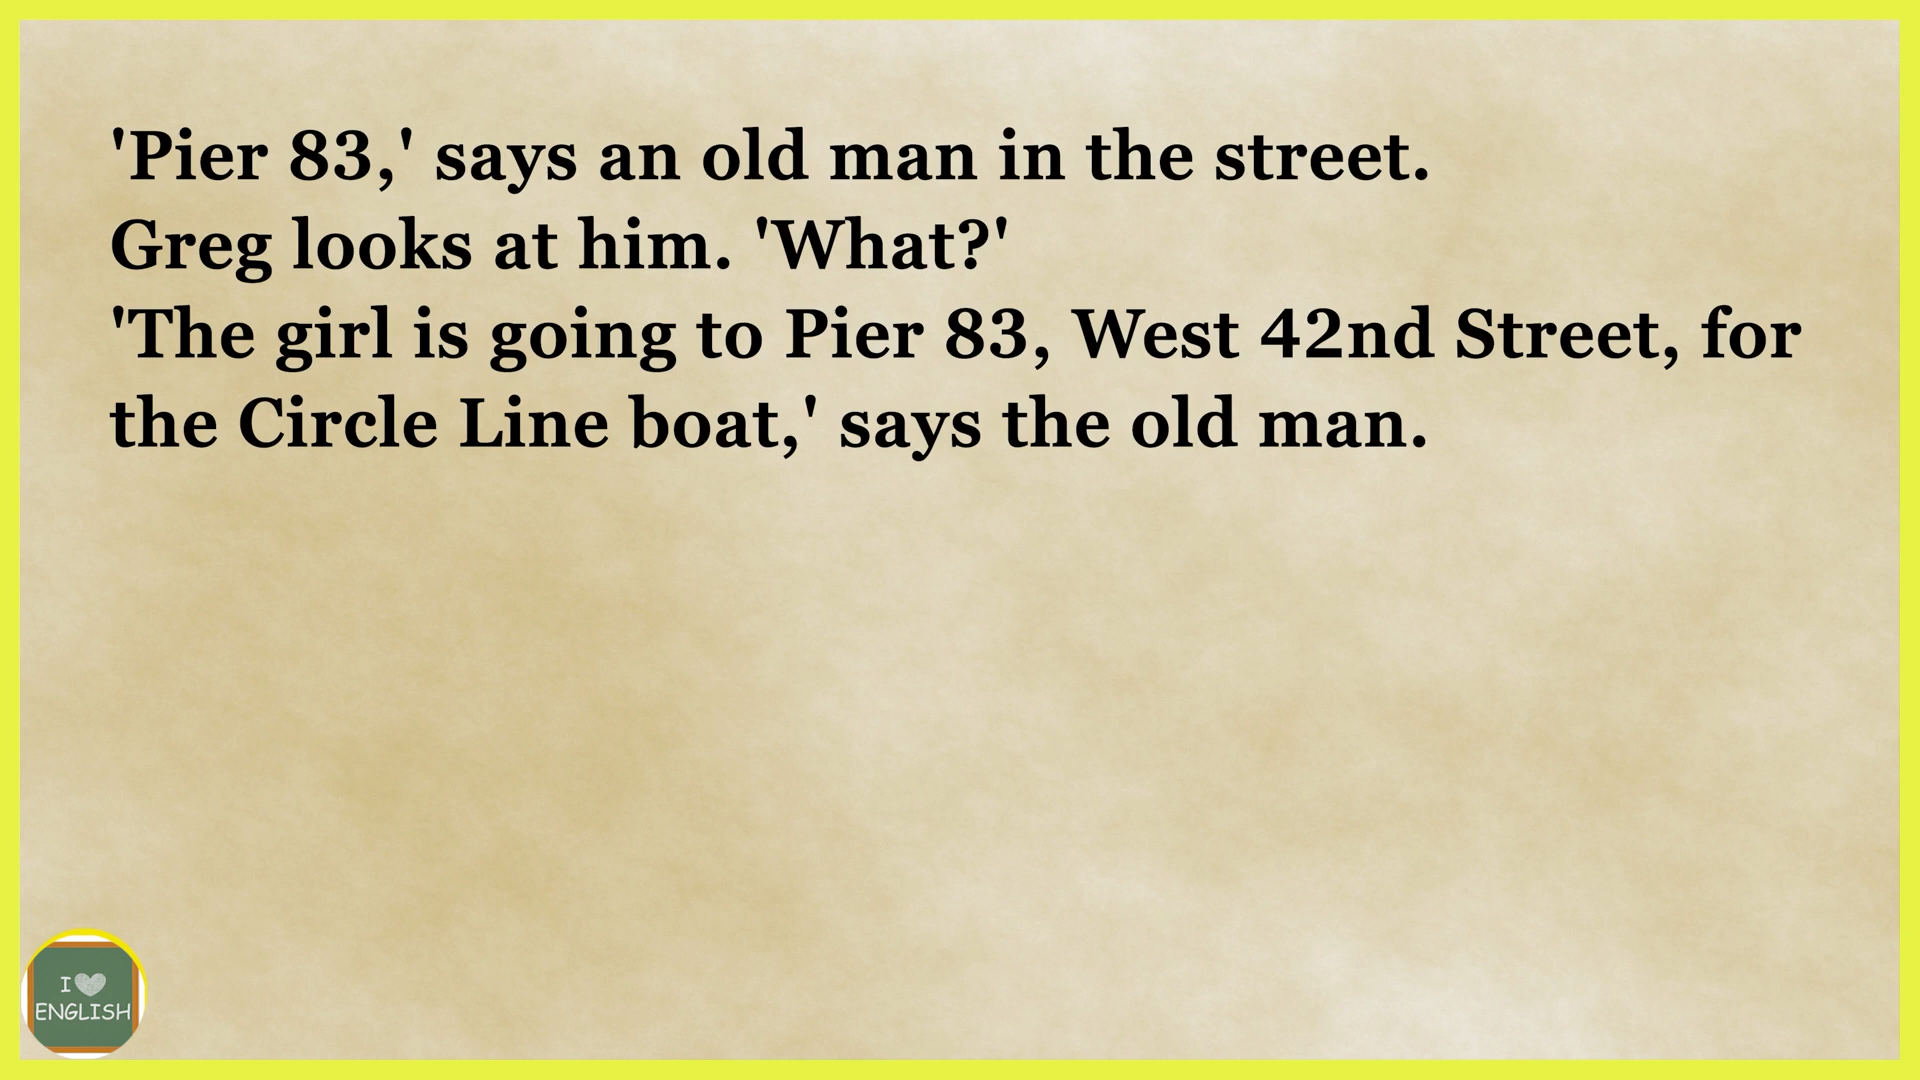 'Pier 83,' says an old man in the street.
Greg looks at him. 'What?'
'The girl is going to Pier 83, West 42nd Street, for
the Circle Line boat,' says the old man.
I
ENGLISH